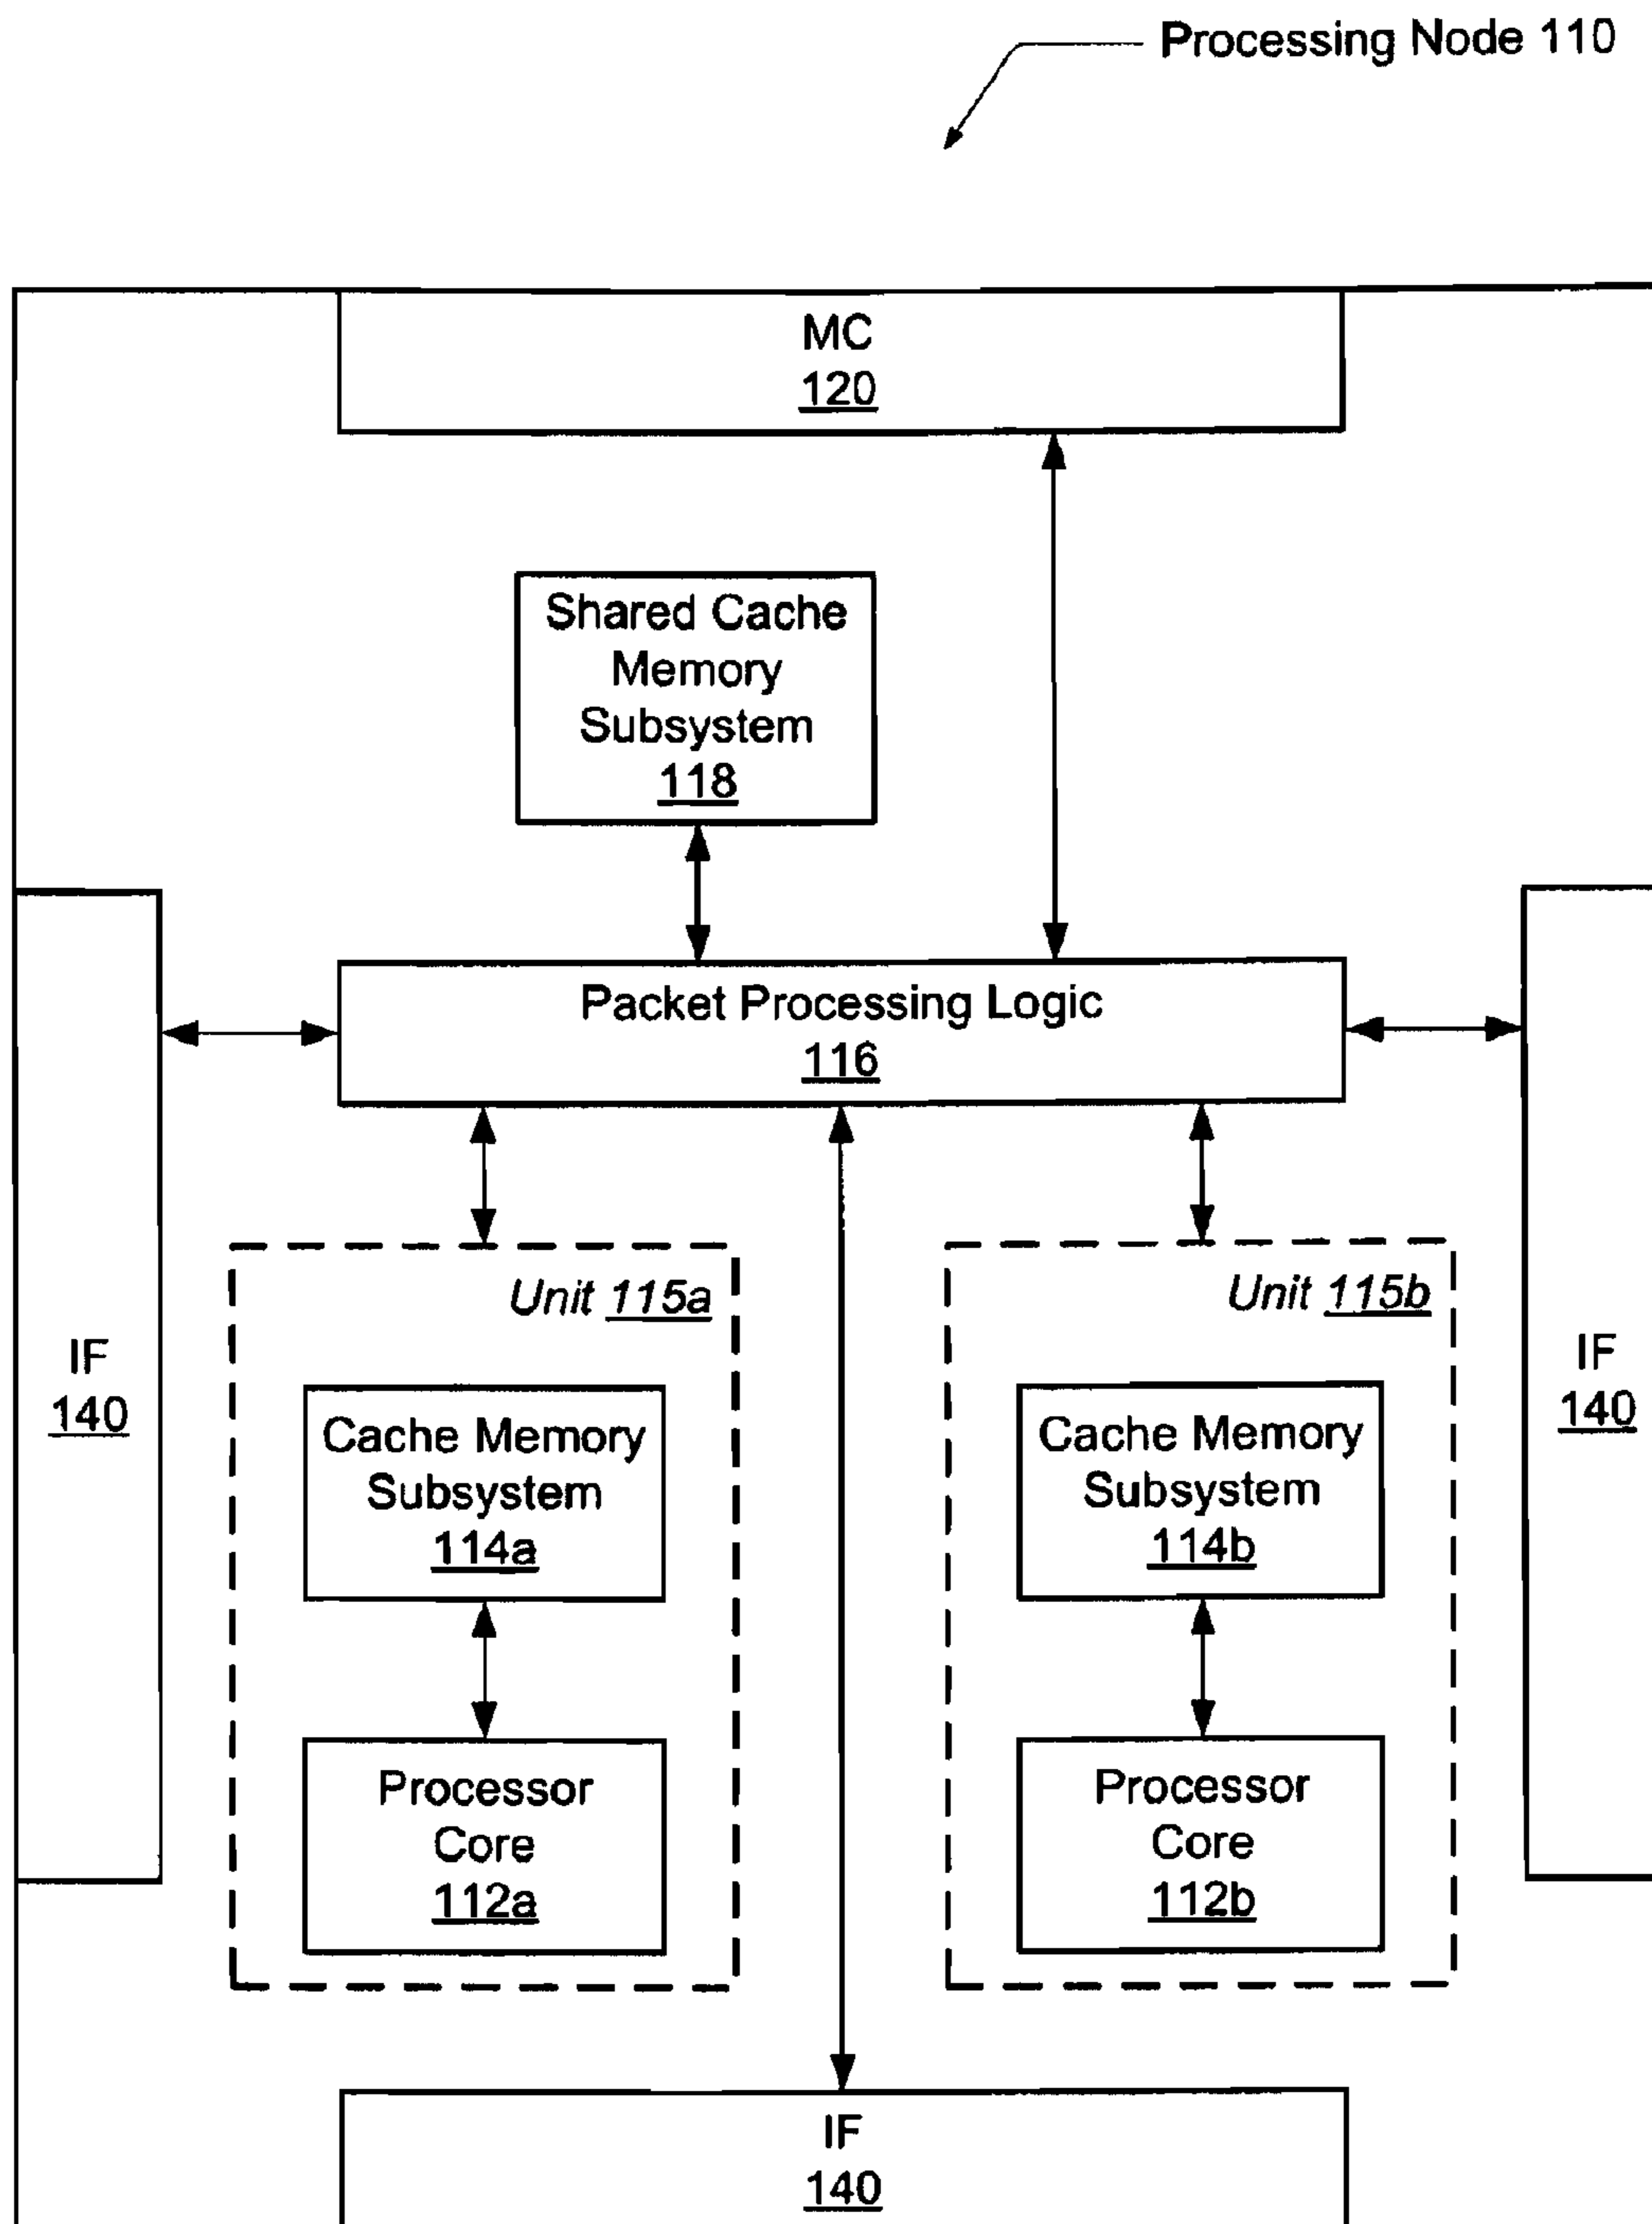 Processing Node 110
MC
120
Shared Cache
Memory
Subsystem
118
Packet Processing Logic
116
Unit 115a
Unit 115b
IF
140
IF
140
Cache Memory
Subsystem
114a
Cache Memory
Subsystem
114b
Processor
Core
112a
Processor
Core
112b
IF
140